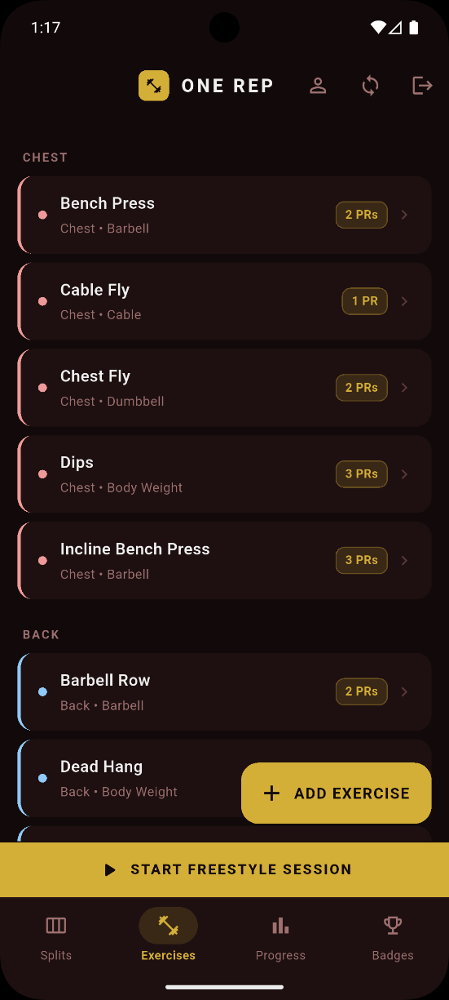 1:17
ONE REP
CHEST
Bench Press
2 PRs
Chest • Barbell
Cable Fly
1 PR
Chest • Cable
Chest Fly
2 PRs
Chest • Dumbbell
Dips
3 PRs
Chest • Body Weight
Incline Bench Press
3 PRs
Chest • Barbell
BACK
Barbell Row
2 PRs
Back • Barbell
Dead Hang
Back • Body Weight
ADD EXERCISE
START FREESTYLE SESSION
Splits
Exercises
Progress
Badges